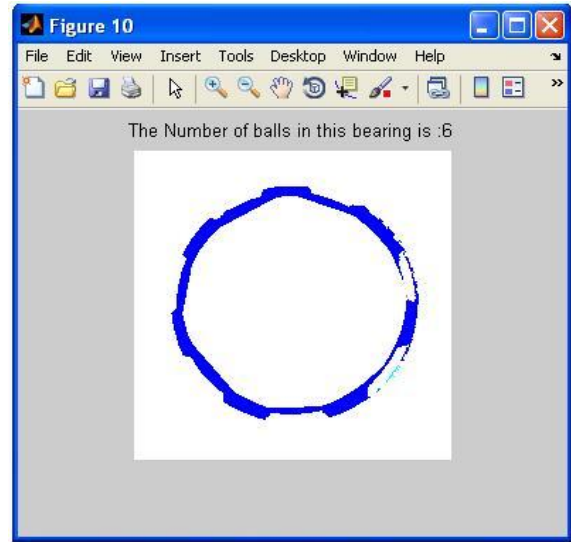 Figure 10
File Edit View Insert Tools Desktop Window Help
The Number of balls in this bearing is :6